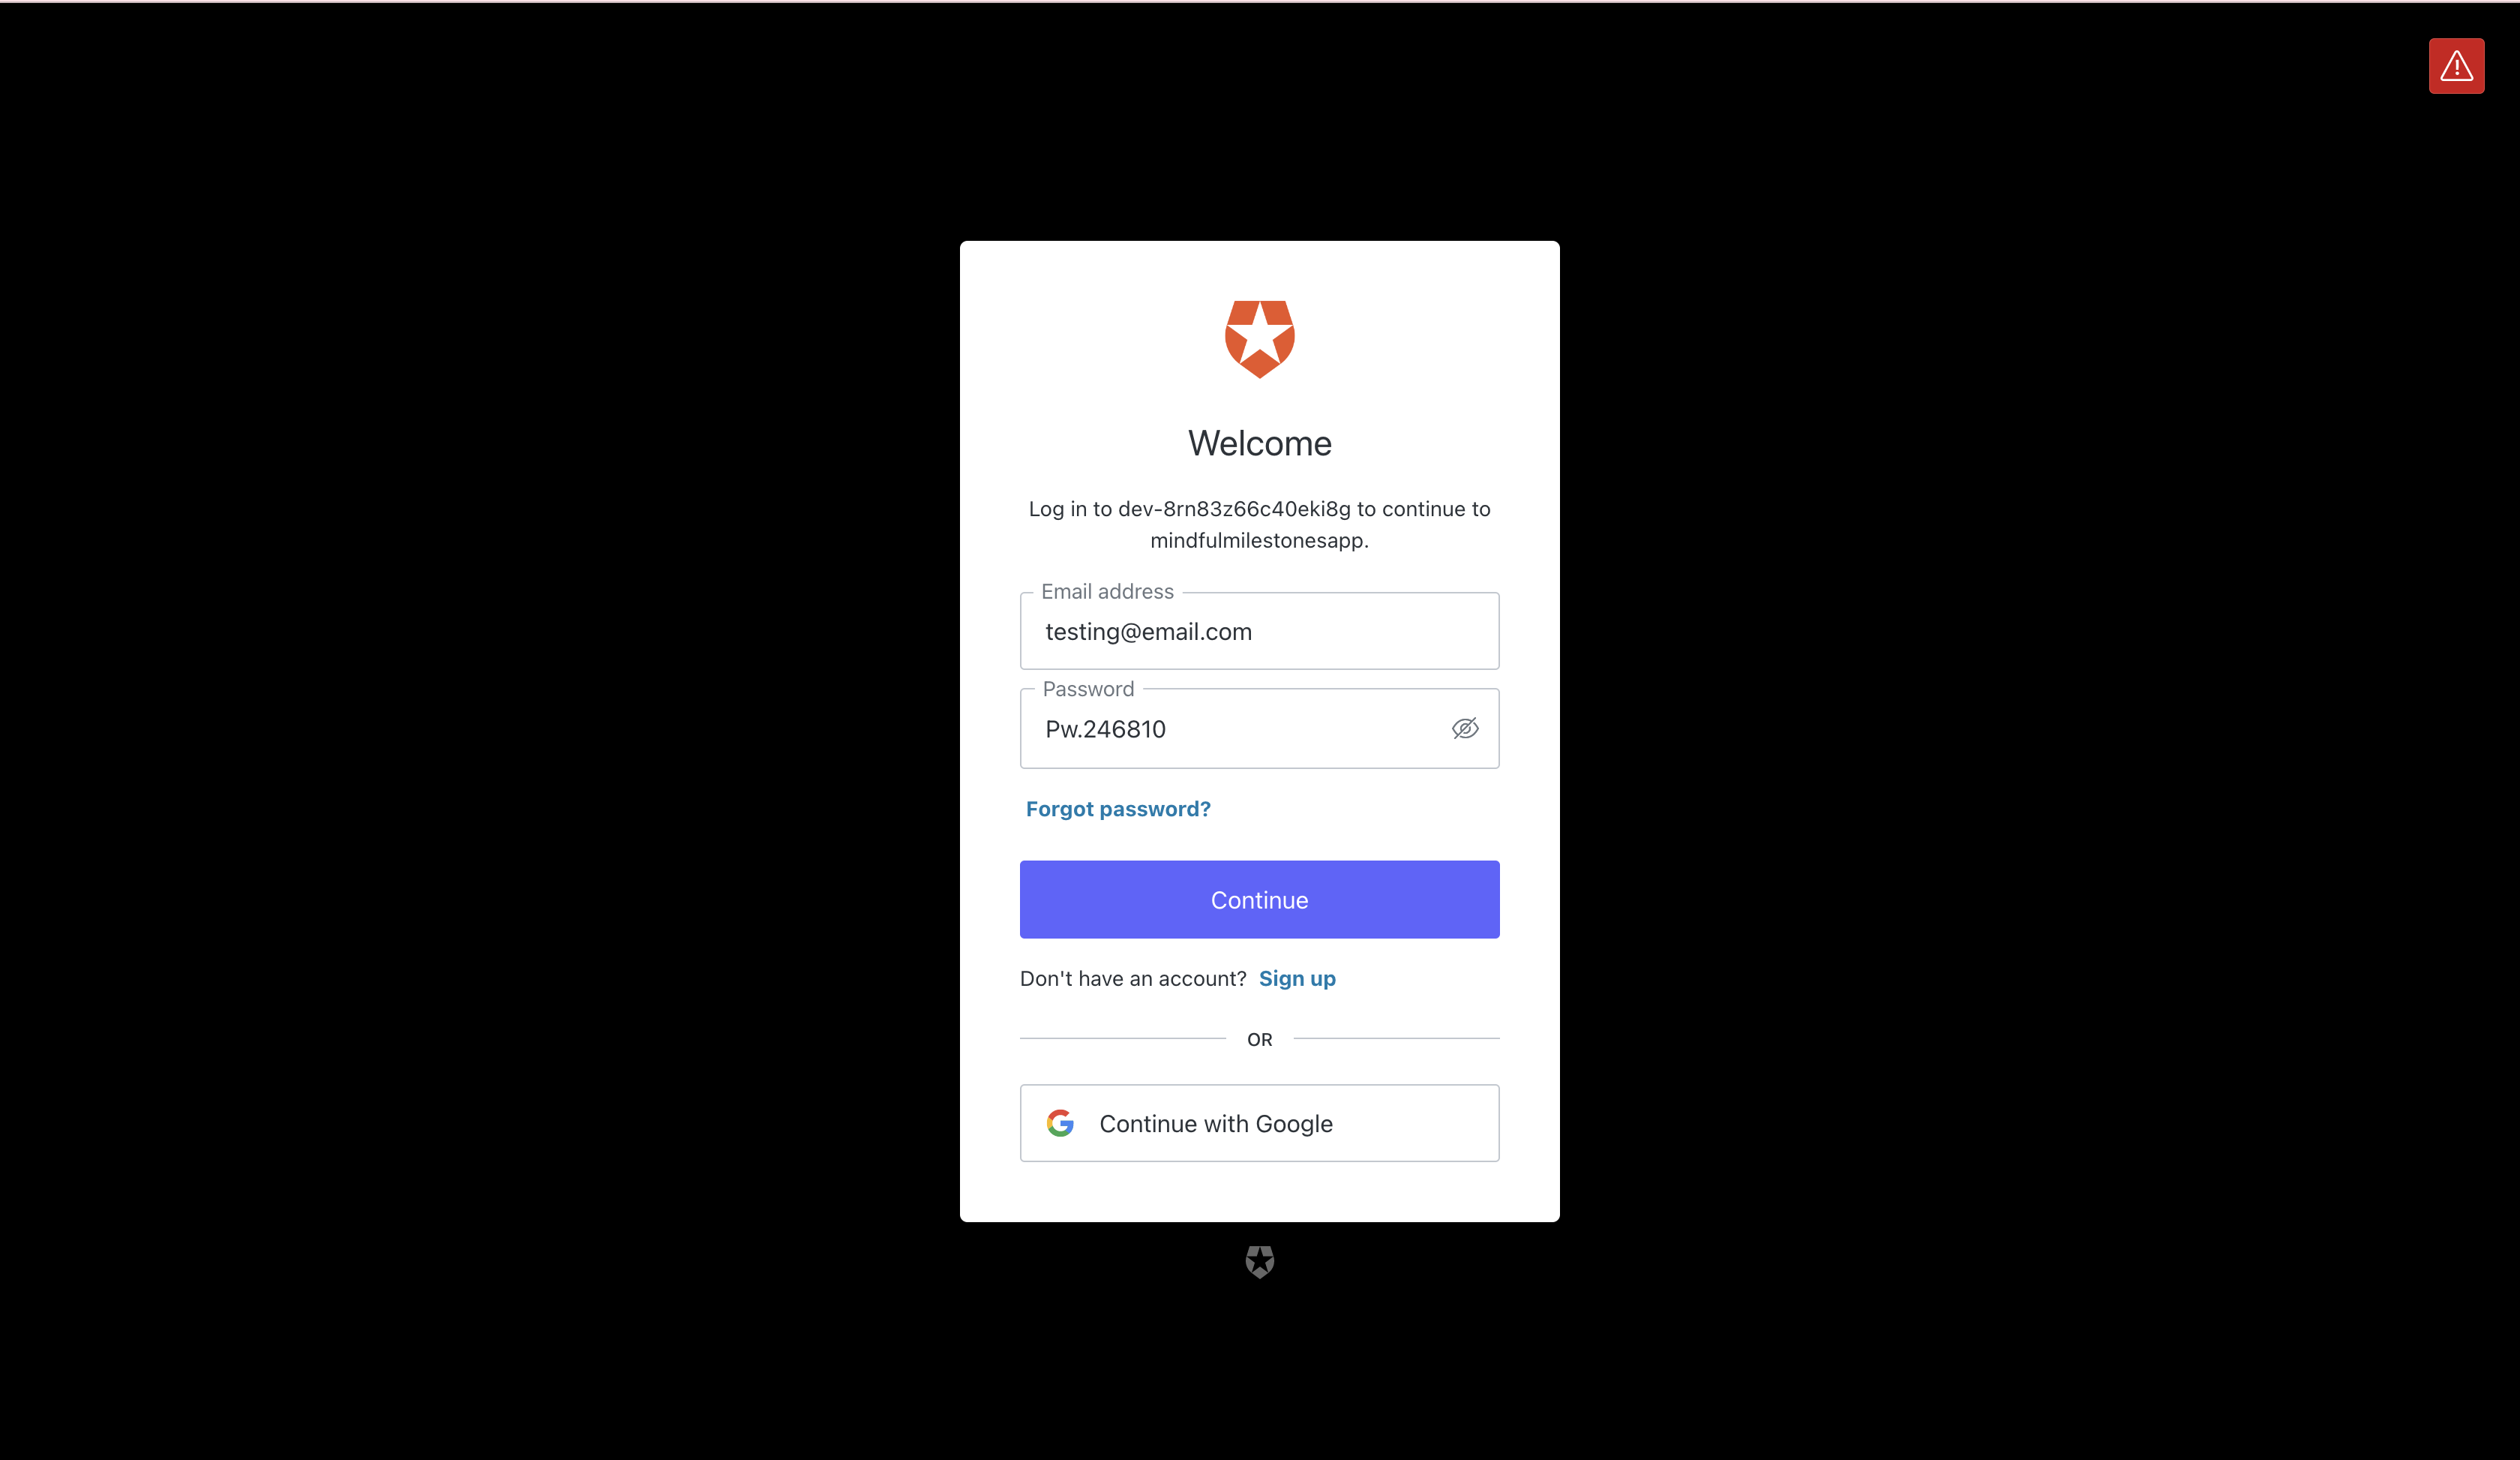 Welcome
Log in to dev-8rn83z66c40eki8g to continue to
mindfulmilestonesapp.
Email address
testing@email.com
Password
Pw.246810
Forgot password?
Continue
Don't have an account? Sign up
OR
Continue with Google